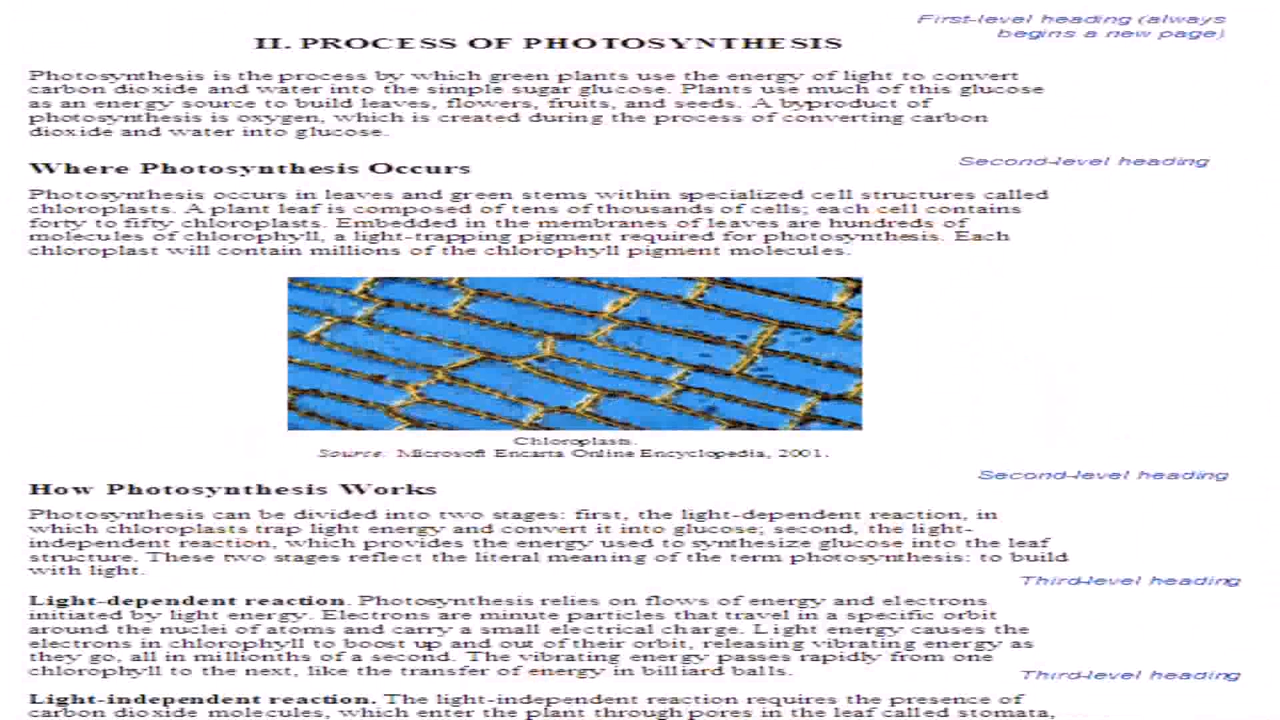 First-level heading (always
begins a new page)
II. PROCESS OF PHOTOSYNTHESIS
Photosynthesis is the process by which green plants use the energy of light to convert
carbon dioxide and water into the simple sugar glucose. Plants use much of this glucose
as an energy source to build leaves, flowers, fruits, and seeds. A byproduct of
photosynthesis is oxygen, which is created during the process of converting carbon
dioxide and water into glucose.
Where Photosynthesis Occurs
Second-level heading
Photosynthesis occurs in leaves and green stems within specialized cell structures called
chloroplasts. A plant leaf is composed of tens of thousands of cells; each cell contains
forty to fifty chloroplasts. Embedded in the membranes of leaves are hundreds of
molecules of chlorophyll, a light-trapping pigment required for photosynthesis. Each
chloroplast will contain millions of the chlorophyll pigment molecules.
Chloroplasts.
Source: Microsoft Encarta Online Encyclopedia, 2001.
Second-level heading
How Photosynthesis Works
Photosynthesis can be divided into two stages: first, the light-dependent reaction, in
which chloroplasts trap light energy and convert it into glucose; second, the light-
independent reaction, which provides the energy used to synthesize glucose into the leaf
structure. These two stages reflect the literal meaning of the term photosynthesis: to build
with light.
Third-level heading
Light-dependent reaction. Photosynthesis relies on flows of energy and electrons
initiated by light energy. Electrons are minute particles that travel in a specific orbit
around the nuclei of atoms and carry a small electrical charge. Light energy causes the
electrons in chlorophyll to boost up and out of their orbit, releasing vibrating energy as
they go, all in millionths of a second. The vibrating energy passes rapidly from one
chlorophyll to the next, like the transfer of energy in billiard balls.
Third-level heading
Light-independent reaction. The light-independent reaction requires the presence of
carbon dioxide molecules, which enter the plant through pores in the leaf called stomata,